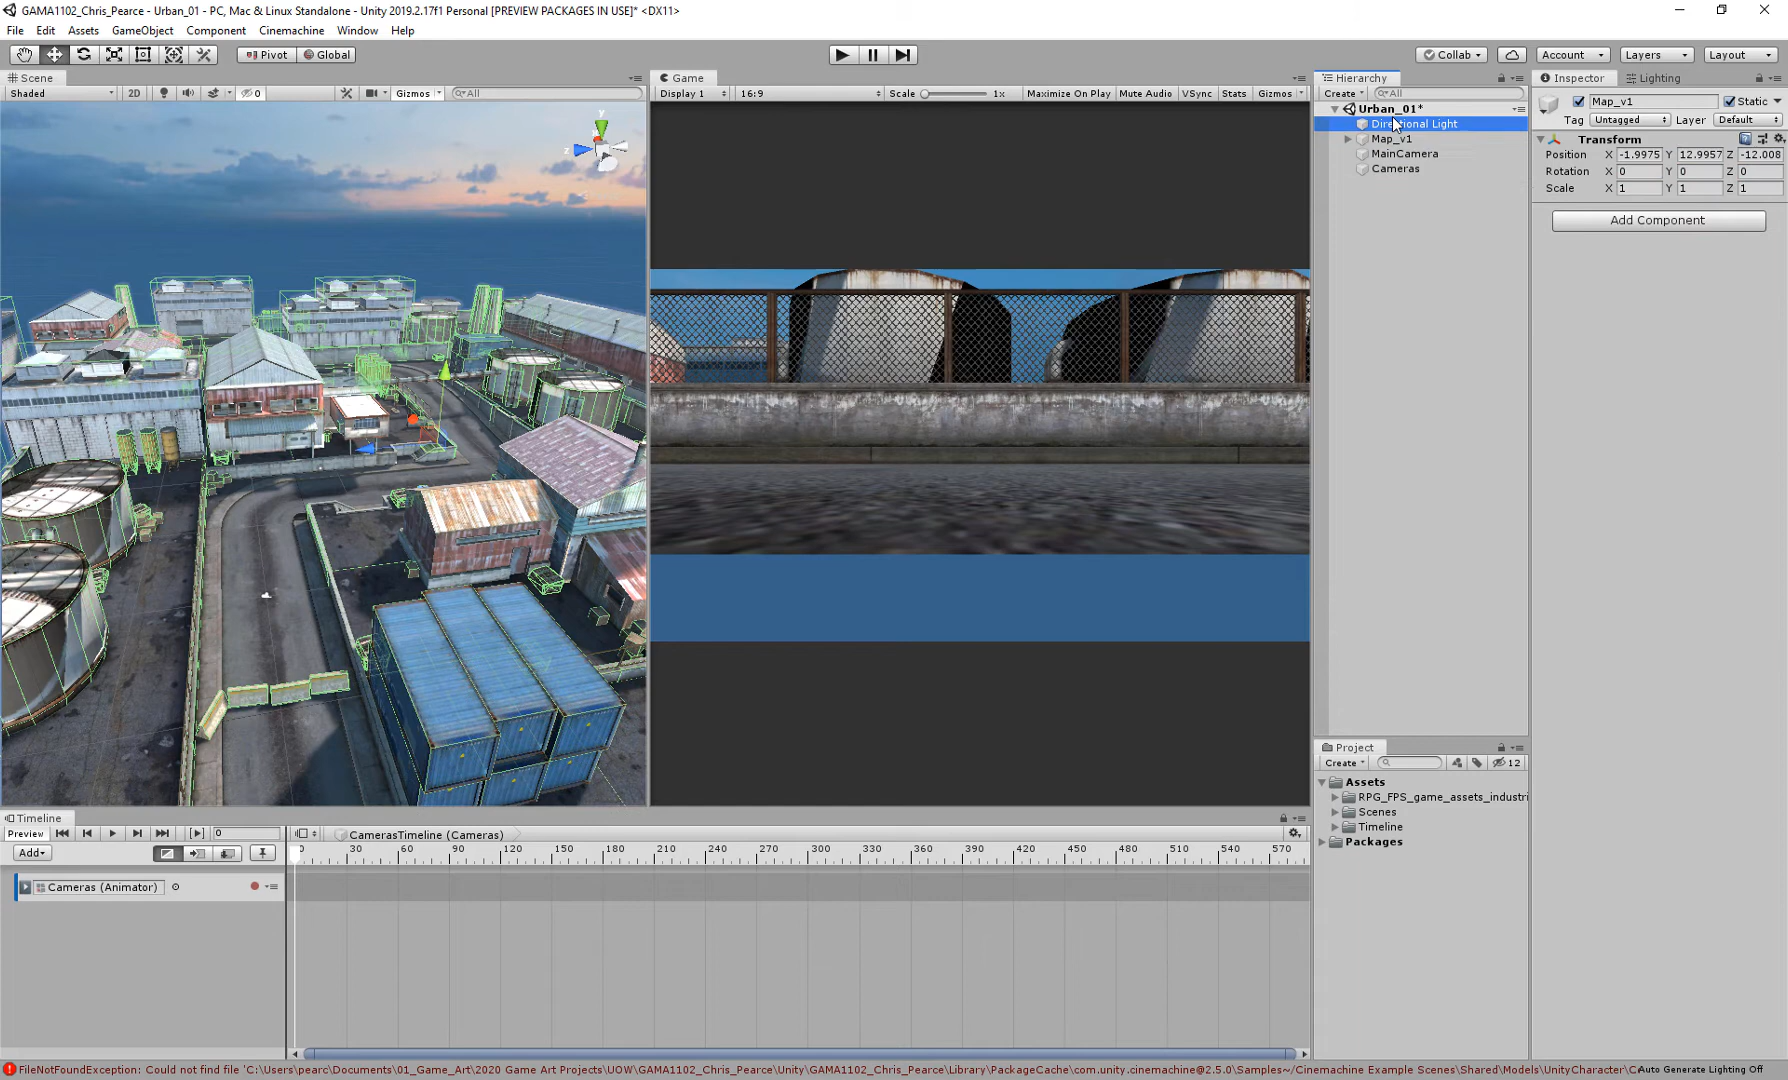 GAMA1102_Chris_Pearce - Urban_01 - PC, Mac & Linux Standalone - Unity 2019.2.17f1 Personal [PREVIEW PACKAGES IN USE]* <DX11>
File Edit Assets GameObject Component Cinemachine Window Help
Pivot Global Collab Account Layers Layout
Scene Game Hierarchy Inspector Lighting
Shaded 2D 0 Gizmos All Display 1 16:9 Scale 1x Maximize On Play Mute Audio VSync Stats Gizmos Create All
Map_v1 Static
Tag Untagged Layer Default
Urban_01*
Directional Light
Map_v1
MainCamera
Cameras
Transform
Position X -1.9975 Y 12.9957 Z -12.008
Rotation X 0 Y 0 Z 0
Scale X 1 Y 1 Z 1
Add Component
y
z
Project
Create 12
Assets
RPG_FPS_game_assets_industri
Scenes
Timeline
Packages
Timeline
Preview 0 CamerasTimeline (Cameras)
Add
0 30 60 90 120 150 180 210 240 270 300 330 360 390 420 450 480 510 540 570
Cameras (Animator)
FileNotFoundException: Could not find file 'C:\Users\pearc\Documents\01_Game_Art\2020 Game Art Projects\UOW\GAMA1102_Chris_Pearce\Unity\GAMA1102_Chris_Pearce\Library\PackageCache\com.unity.cinemachine@2.5.0\Samples~/Cinemachine Example Scenes\Shared\Models\UnityCharacter\C Auto Generate Lighting Off